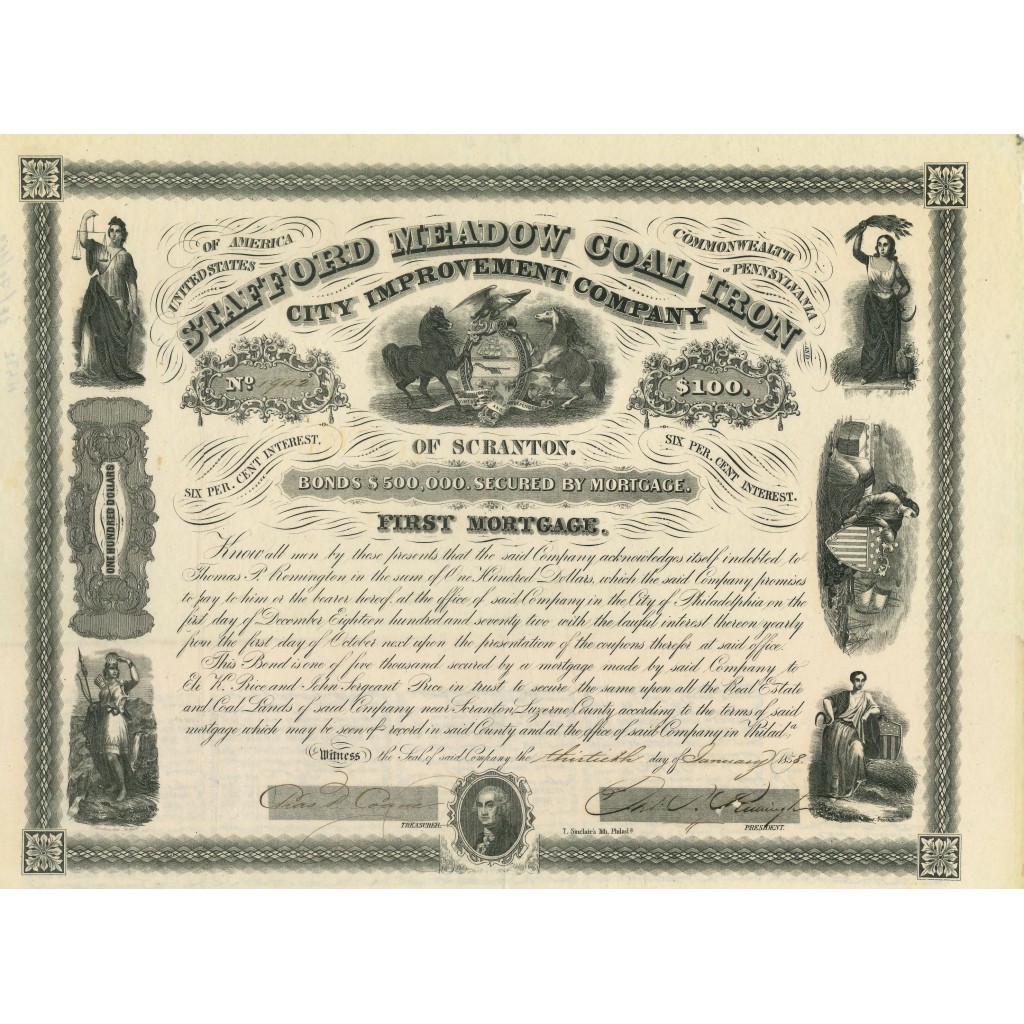 UNITED STATES OF AMERICA
COMMONWEALTH OF PENNSYLVANIA
STAFFORD MEADOW COAL IRON AND
CITY IMPROVEMENT COMPANY
No
$100.
OF SCRANTON.
SIX PER. CENT INTEREST.
SIX PER. CENT INTEREST.
BONDS $500,000. SECURED BY MORTGAGE.
FIRST MORTGAGE.
ONE HUNDRED DOLLARS
Know all men by these presents that the said Company acknowledges itself indebted to
Thomas P. Remington in the sum of One Hundred Dollars, which the said Company promises
to pay to him or the bearer hereof at the office of said Company in the City of Philadelphia on the
first day of December Eighteen hundred and seventy two with the lawful interest thereon yearly
from the first day of October next upon the presentation of the coupons therefor at said office.
This Bond is one of five thousand secured by a mortgage made by said Company to
Eli K. Price and John Sergeant Price in trust to secure the same upon all the Real Estate
and Coal Lands of said Company near Scranton, Luzerne County according to the terms of said
mortgage which may be seen of record in said County and at the office of said Company in Philada
Witness the Seal of said Company the thirtieth day of January 1858.
TREASURER.
T. Sinclair's lith, Philada
PRESIDENT.